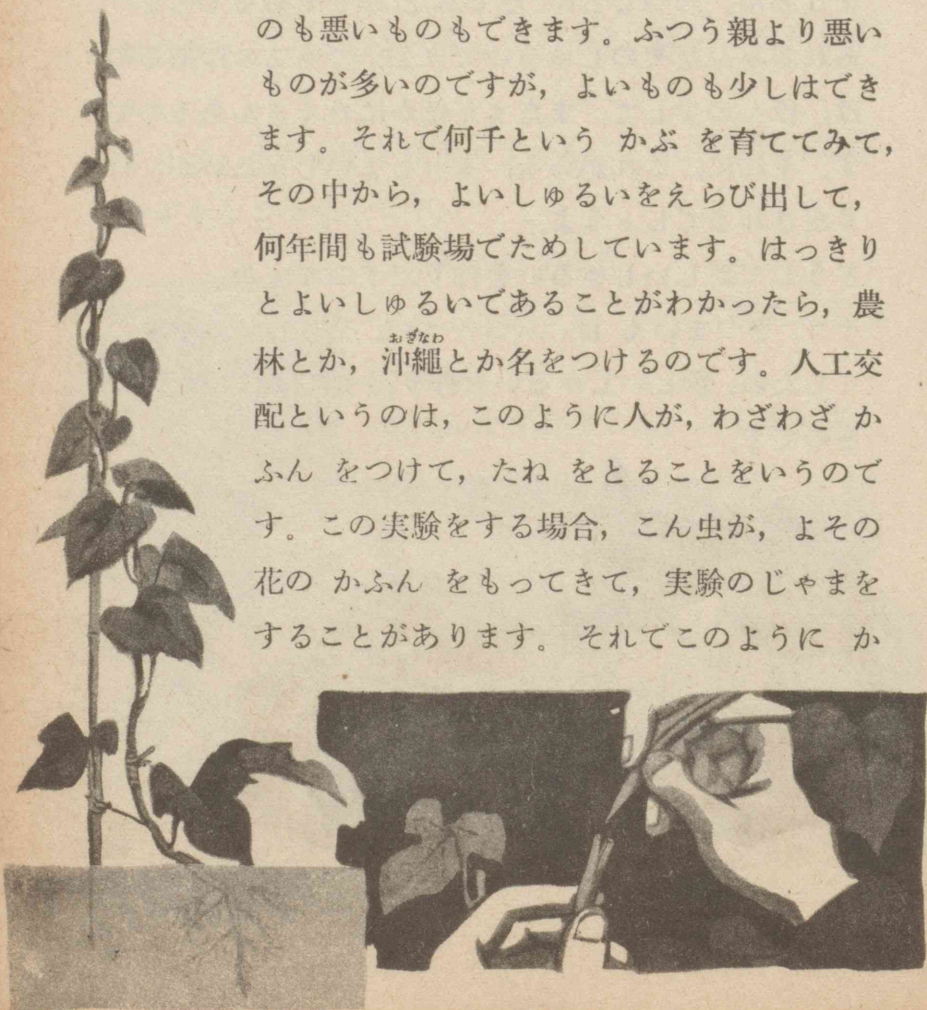 のも悪いものもできます。ふつう親より悪い
ものが多いのですが，よいものも少しはでき
ます。それで何千という かぶ を育ててみて，
その中から，よいしゅるいをえらび出して，
何年間も試験場でためしています。はっきり
とよいしゅるいであることがわかったら，農
おきなわ
林とか，沖繩とか名をつけるのです。人工交
配というのは，このように人が，わざわざ か
ふん をつけて，たね をとることをいうので
す。この実験をする場合，こん虫が，よその
花の かふん をもってきて，実験のじゃまを
することがあります。それでこのように か